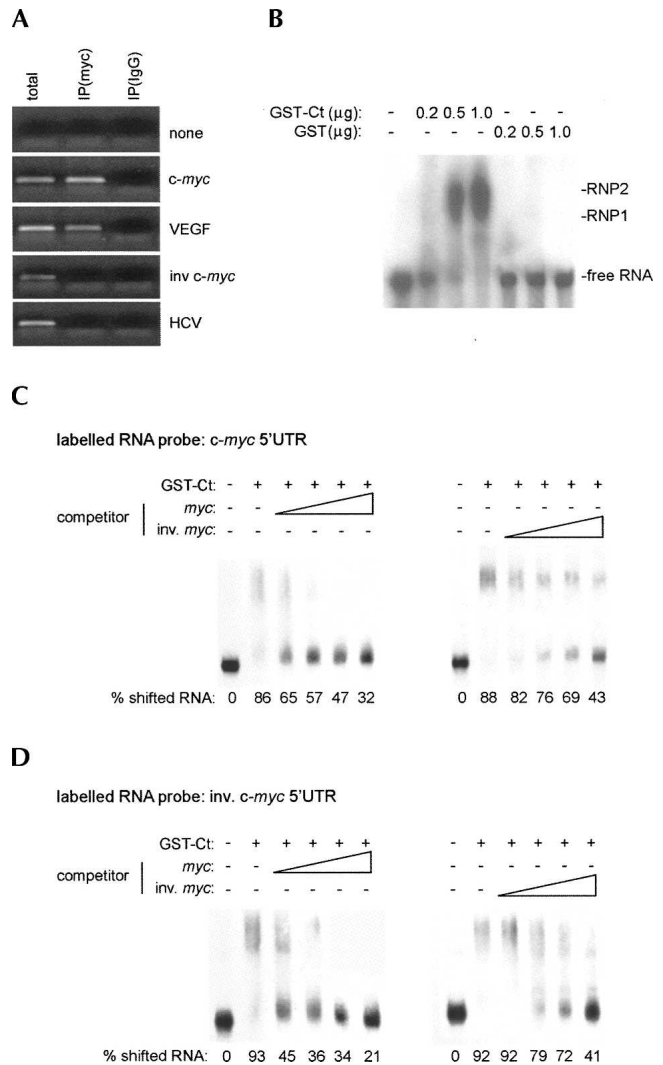 A
total IP(myc) IP(IgG)
none
c-myc
VEGF
inv c-myc
HCV
B
GST-Ct (μg): - 0.2 0.5 1.0 - - -
GST(μg): - - - - 0.2 0.5 1.0
-RNP2
-RNP1
-free RNA
C
labelled RNA probe: c-myc 5'UTR
GST-Ct: - + + + + + - + + + + +
competitor
myc: - - - - - - - -
inv. myc: - - - - - - - -
% shifted RNA: 0 86 65 57 47 32 0 88 82 76 69 43
D
labelled RNA probe: inv. c-myc 5'UTR
GST-Ct: - + + + + + - + + + + +
competitor
myc: - - - - - - - -
inv. myc: - - - - - - - -
% shifted RNA: 0 93 45 36 34 21 0 92 92 79 72 41